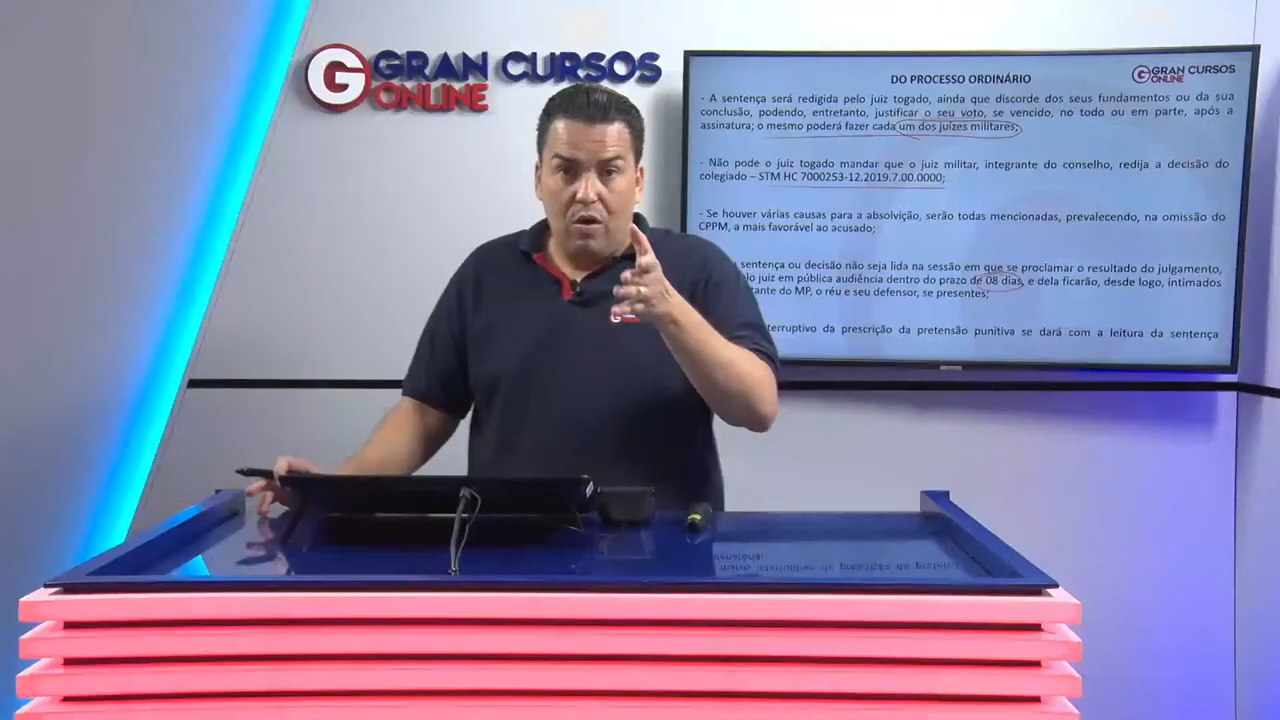 GRAN CURSOS
ONLINE
DO PROCESSO ORDINÁRIO
GRAN CURSOS
ONLINE
- A sentença será redigida pelo juiz togado, ainda que discorde dos seus fundamentos ou da sua
conclusão, podendo, entretanto, justificar o seu voto, se vencido, no todo ou em parte, após a
assinatura; o mesmo poderá fazer cada um dos juízes militares;
- Não pode o juiz togado mandar que o juiz militar, integrante do conselho, redija a decisão do
colegiado – STM HC 7000253-12.2019.7.00.0000;
- Se houver várias causas para a absolvição, serão todas mencionadas, prevalecendo, na omissão do
CPPM, a mais favorável ao acusado;
sentença ou decisão não seja lida na sessão em que se proclamar o resultado do julgamento,
juiz em pública audiência dentro do prazo de 08 dias, e dela ficarão, desde logo, intimados
do MP, o réu e seu defensor, se presentes;
da prescrição da pretensão punitiva se dará com a leitura da sentença